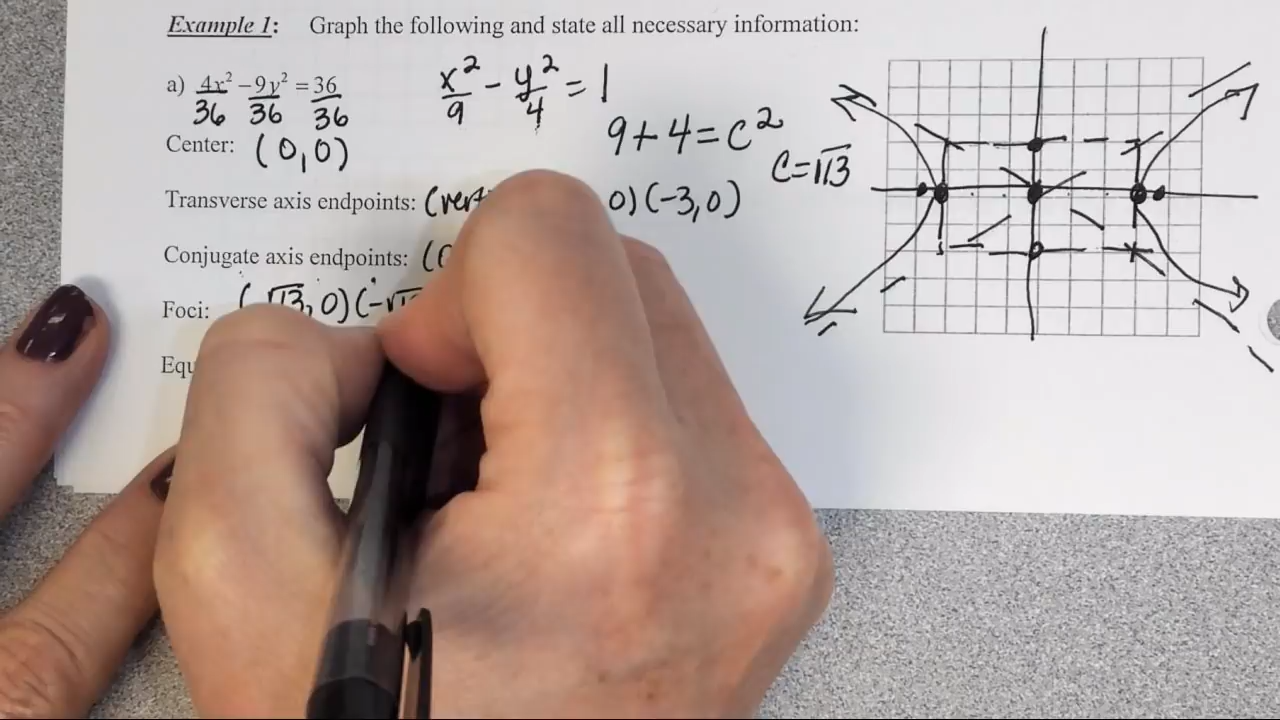 Example 1: Graph the following and state all necessary information:
a) 4x²/36 - 9y²/36 = 36/36
x²/9 - y²/4 = 1
9+4=c²
c=√13
Center: (0,0)
Transverse axis endpoints: 0)(-3,0)
Conjugate axis endpoints: (
Foci: (√13,0)(-√